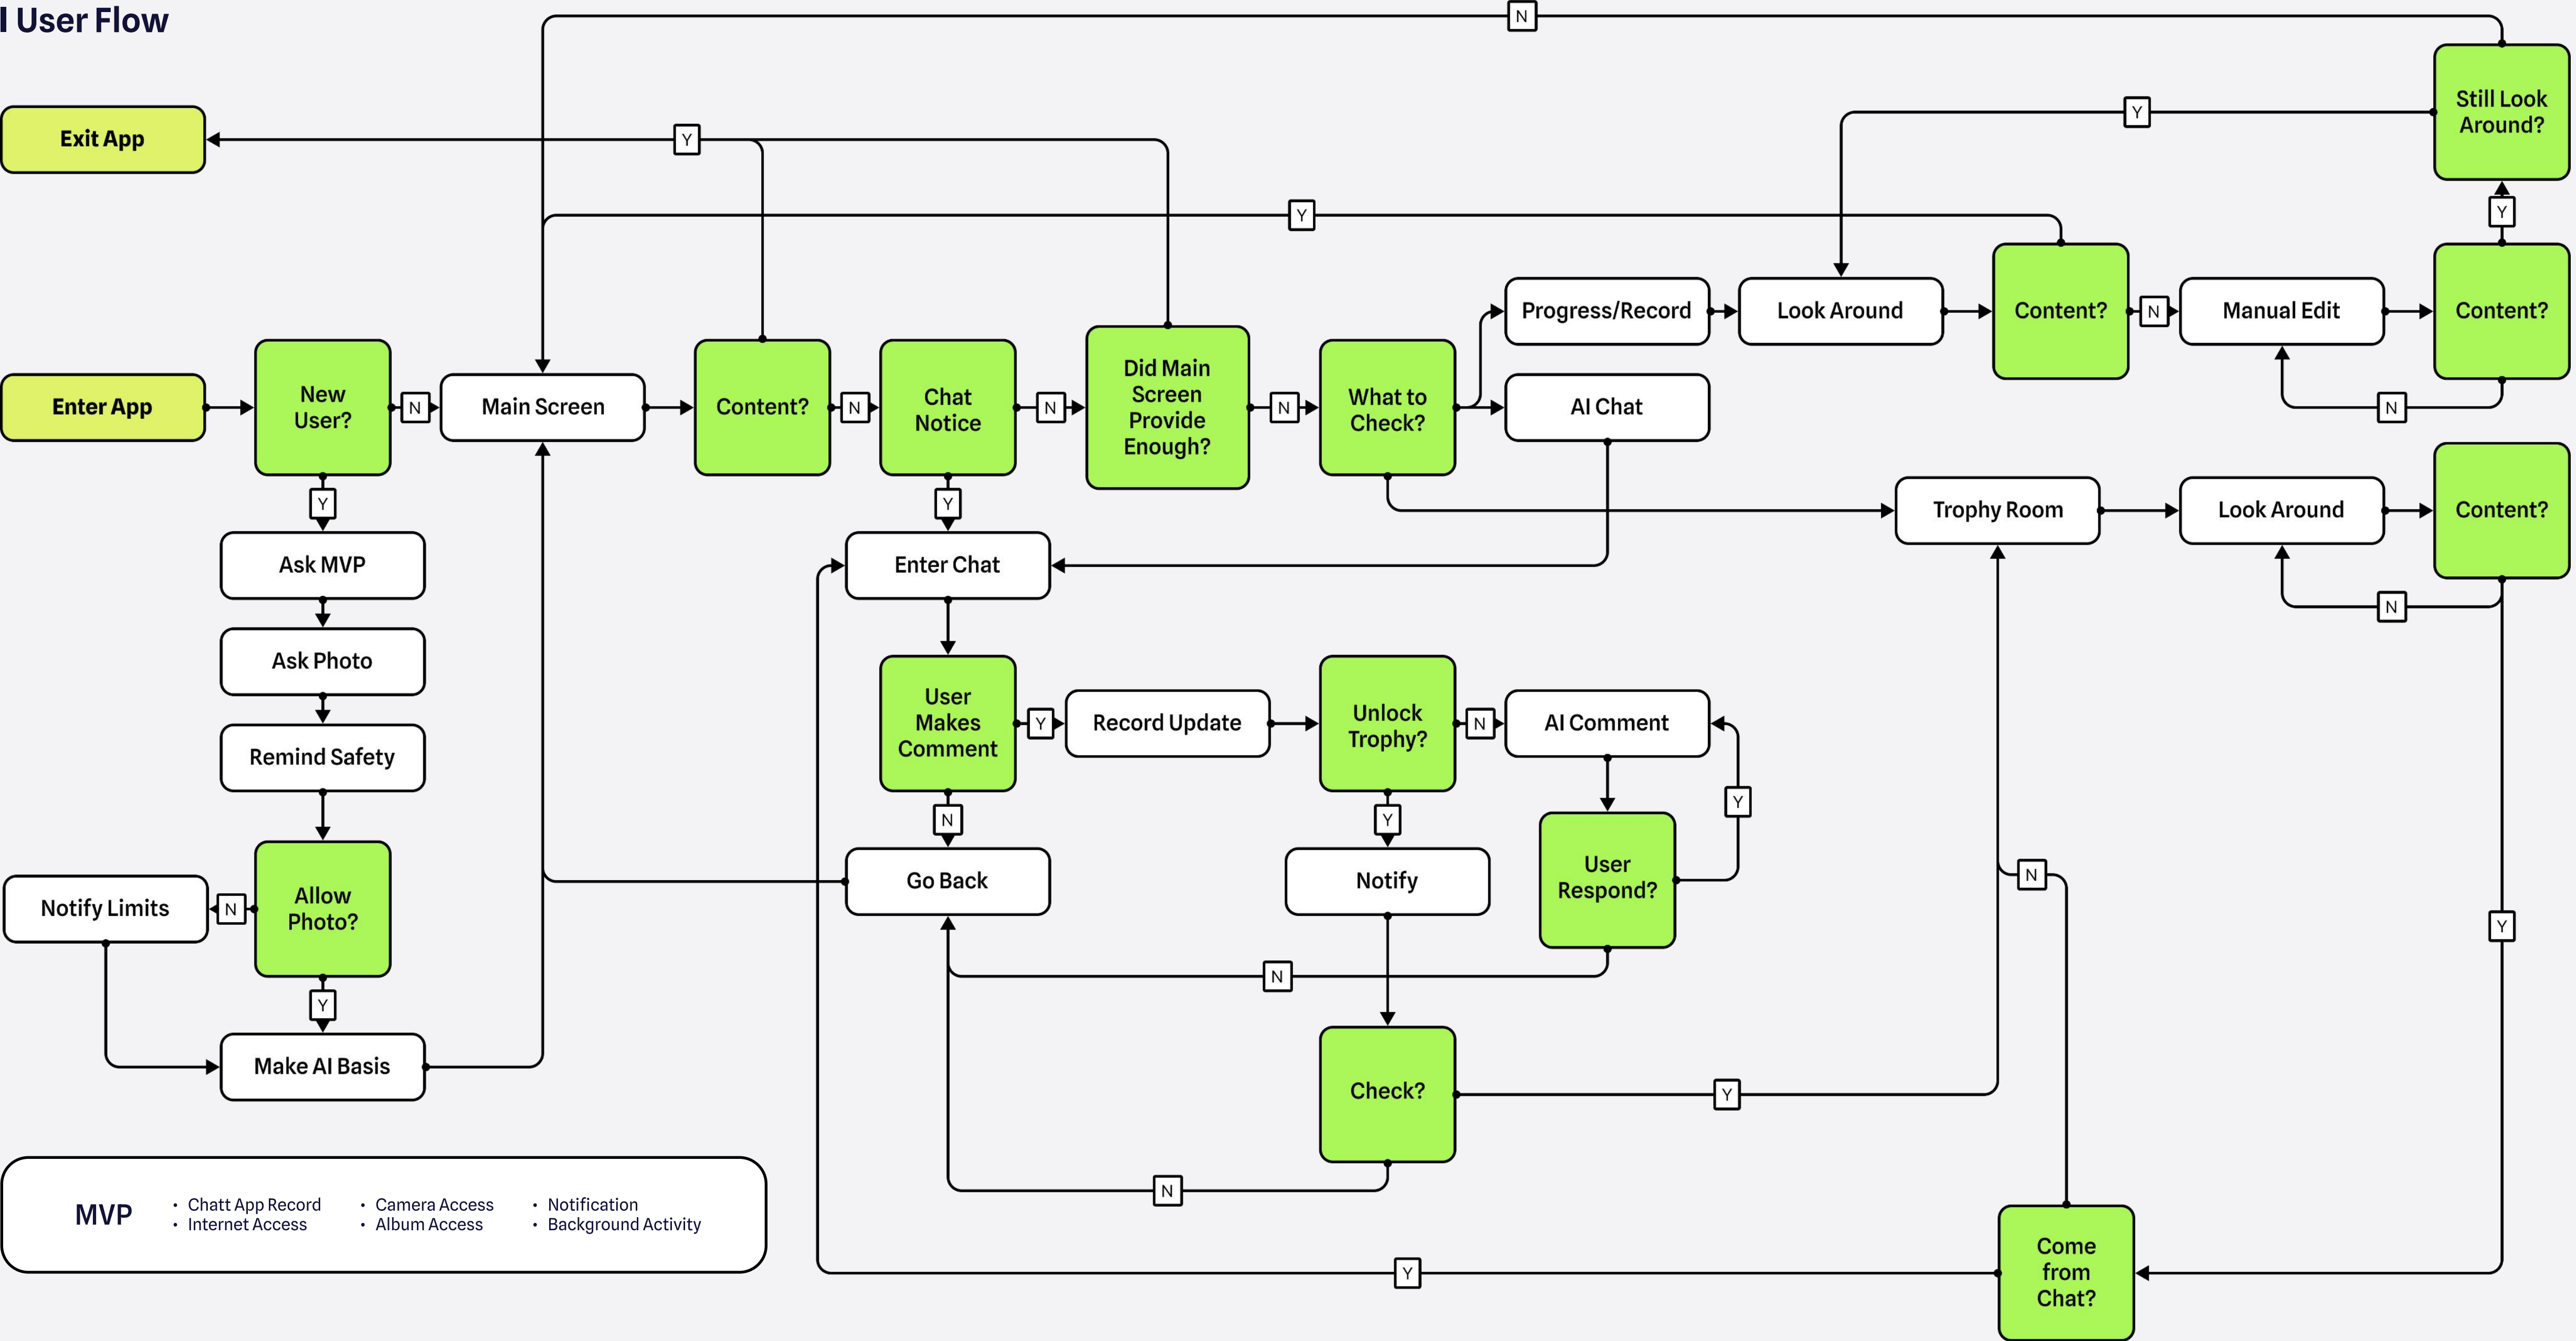 User Flow
N
Still Look
Around?
Y
Exit App
Y
Y
Y
Progress/Record
Look Around
Content?
N
Manual Edit
Content?
N
Enter App
New
User?
N
Main Screen
Content?
N
Chat
Notice
N
Did Main
Screen
Provide
Enough?
N
What to
Check?
AI Chat
Y
Y
Trophy Room
Look Around
Content?
N
Ask MVP
Enter Chat
Ask Photo
Remind Safety
User
Makes
Comment
Y
Record Update
Unlock
Trophy?
N
AI Comment
Y
N
Y
User
Respond?
Go Back
Notify
N
Y
Notify Limits
N
Allow
Photo?
Y
N
Make AI Basis
Check?
Y
N
MVP
• Chatt App Record
• Internet Access
• Camera Access
• Album Access
• Notification
• Background Activity
Y
Come
from
Chat?